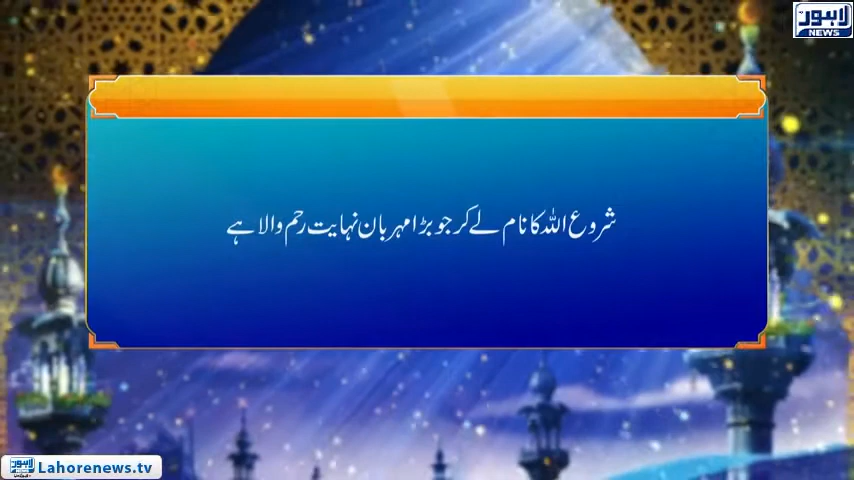 لاہور
NEWS
شروع اللہ کا نام لے کر جو بڑا مہربان نہایت رحم والا ہے
لاہور
Lahorenews.tv